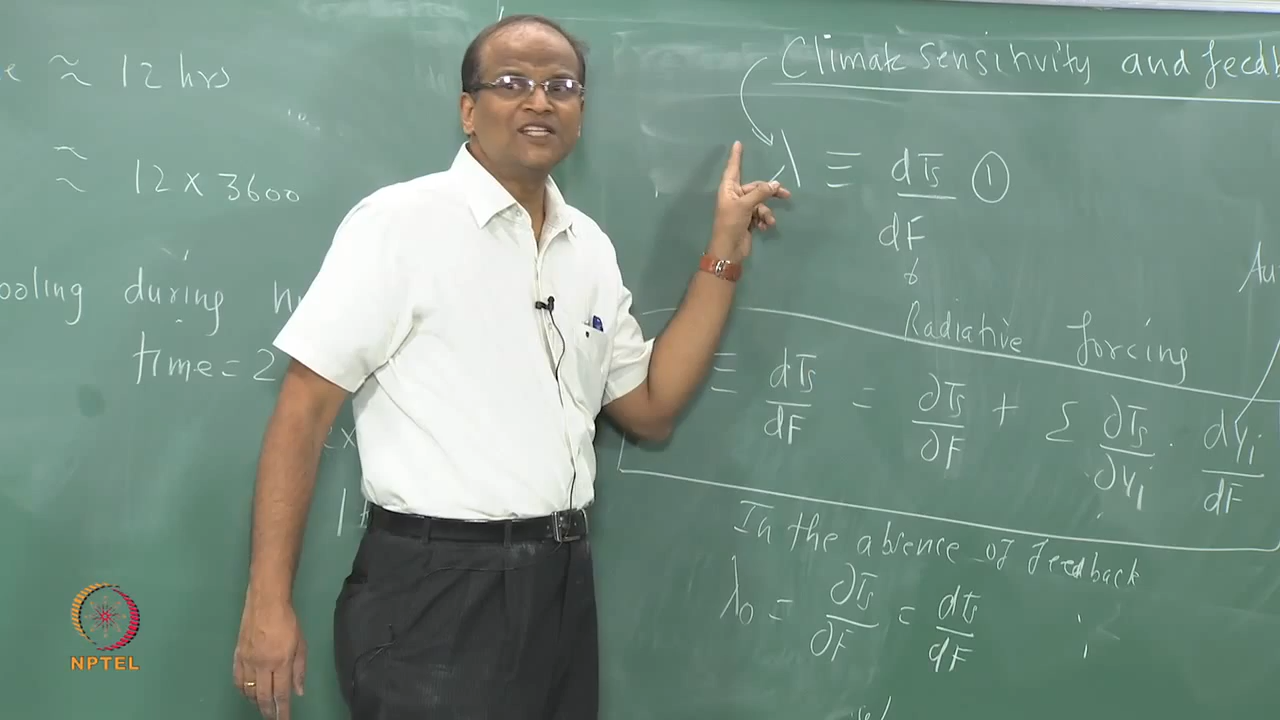 ≈ 12 hrs
≈ 12 x 3600
ooling during
time = 2
Climate sensitivity and feedb
λ ≡ dTs/dF ①
Radiative forcing
≡ dTs/dF = ∂Ts/∂F + Σ ∂Ts/∂Yi · dYi/dF
In the absence of feedback
λ0 = ∂Ts/∂F = dTs/dF
NPTEL